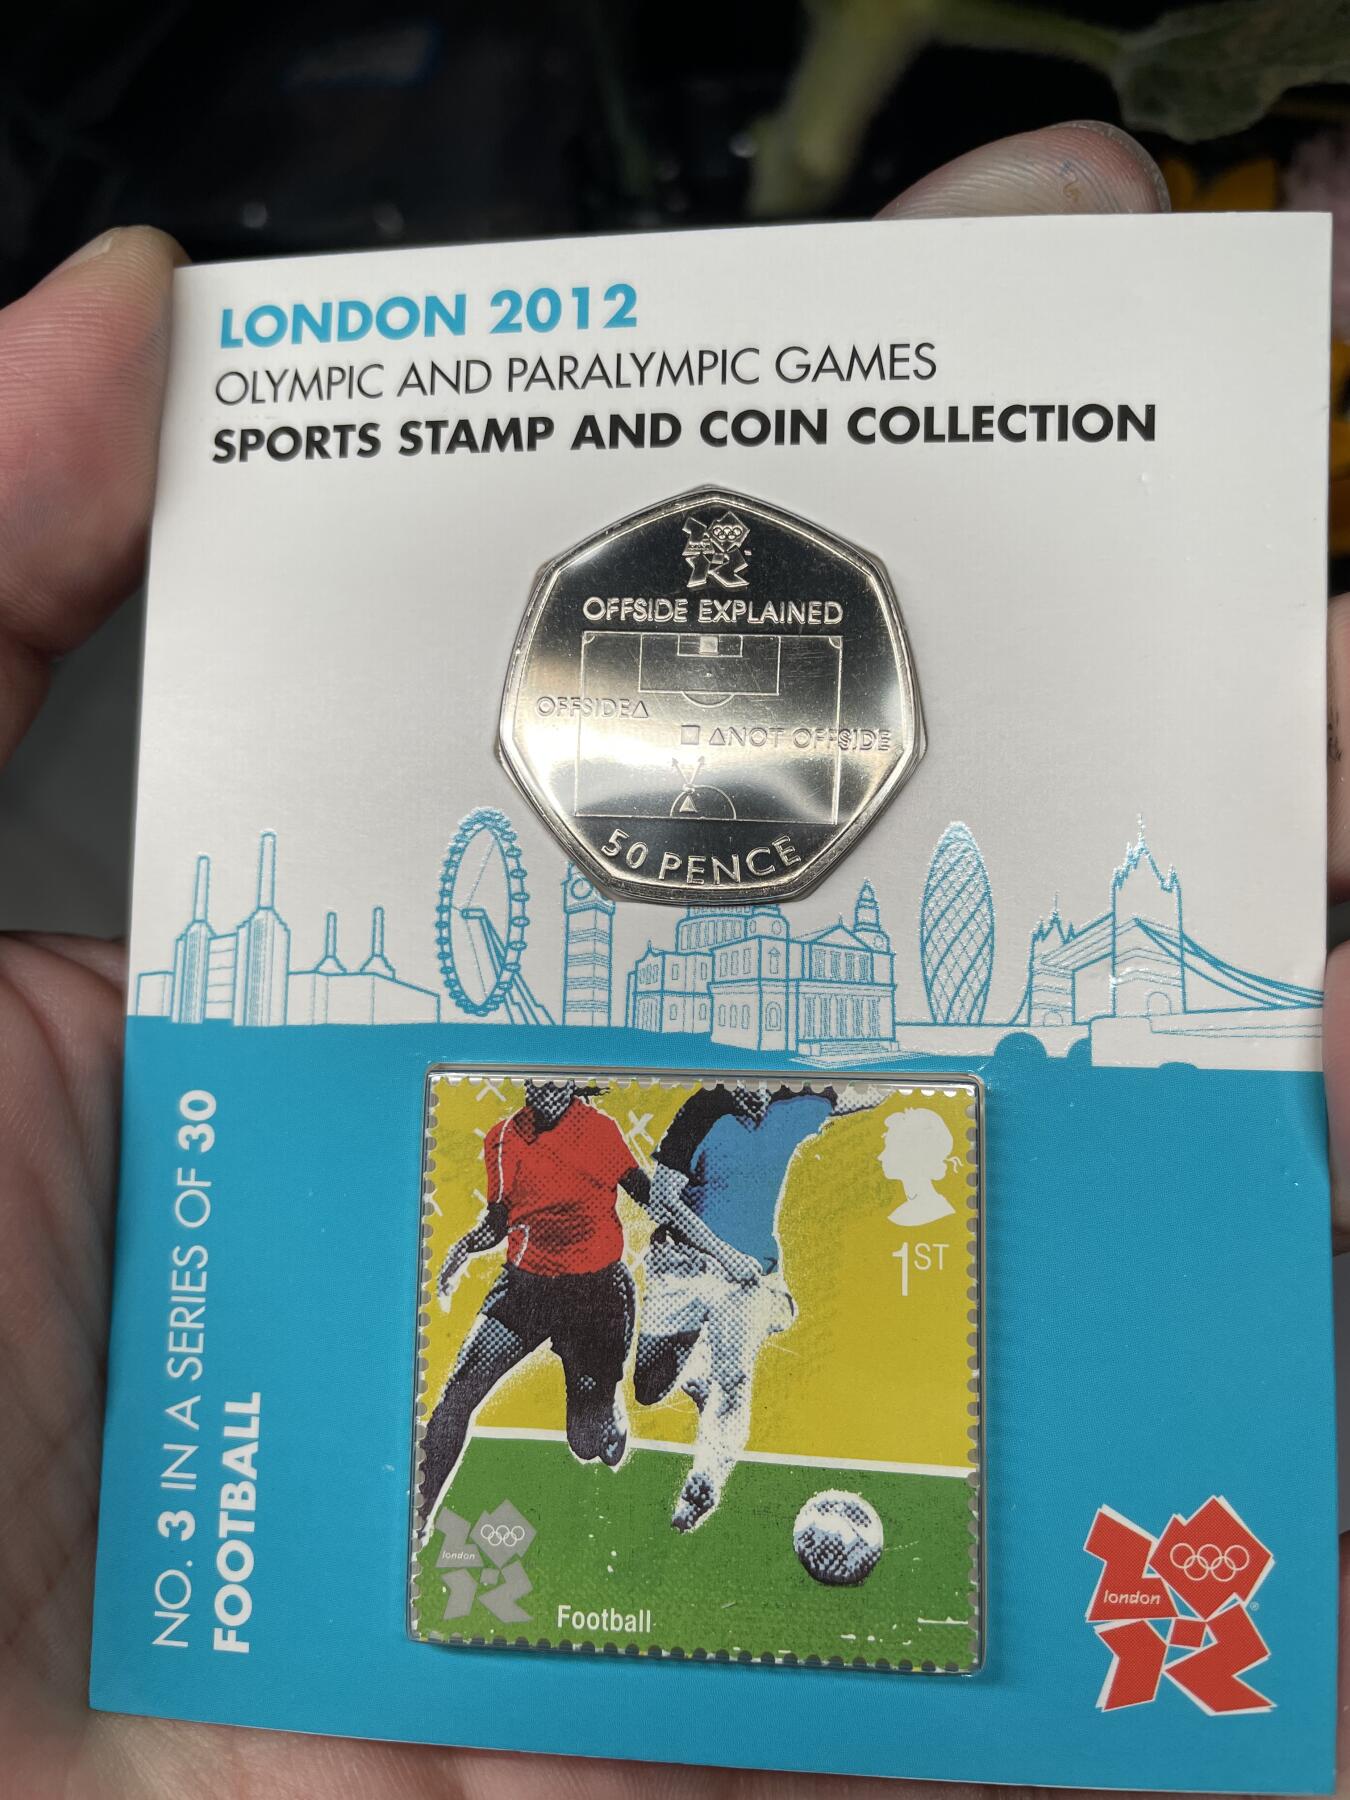 LONDON 2012
OLYMPIC AND PARALYMPIC GAMES
SPORTS STAMP AND COIN COLLECTION
OFFSIDE EXPLAINED
OFFSIDE
NOT OFFSIDE
50 PENCE
NO. 3 IN A SERIES OF 30
FOOTBALL
1ST
london
Football
london